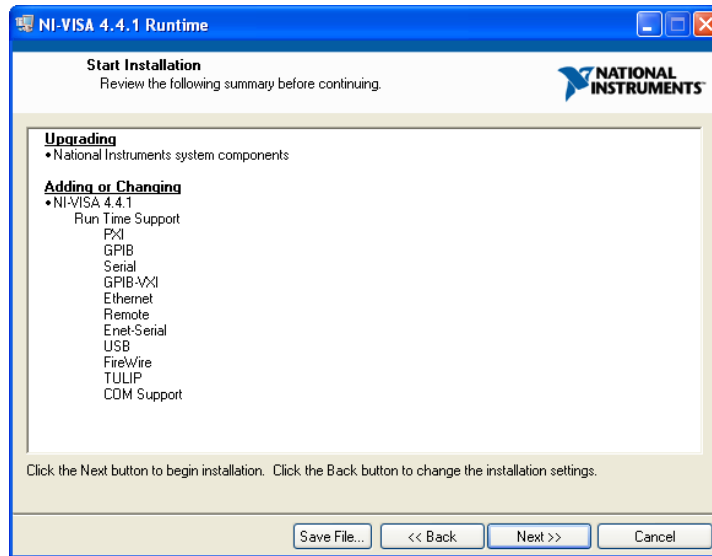 NI-VISA 4.4.1 Runtime
Start Installation
Review the following summary before continuing.
NATIONAL
INSTRUMENTS
Upgrading
• National Instruments system components
Adding or Changing
• NI-VISA 4.4.1
Run Time Support
PXI
GPIB
Serial
GPIB-VXI
Ethernet
Remote
Enet-Serial
USB
FireWire
TULIP
COM Support
Click the Next button to begin installation. Click the Back button to change the installation settings.
Save File... << Back Next >> Cancel